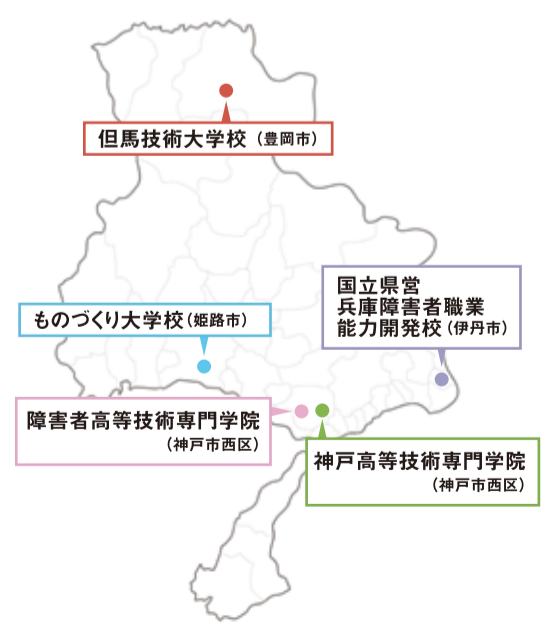 但馬技術大学校（豊岡市）
国立県営
兵庫障害者職業
能力開発校（伊丹市）
ものづくり大学校（姫路市）
障害者高等技術専門学院
（神戸市西区）
神戸高等技術専門学院
（神戸市西区）